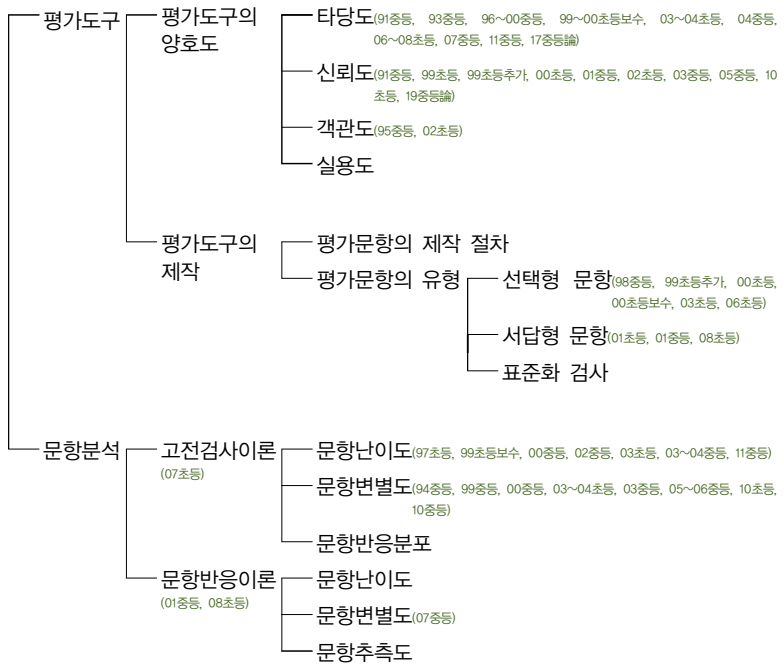 평가도구
평가도구의
양호도
타당도(91중등, 93중등, 96~00중등, 99~00초등보수, 03~04초등, 04중등,
06~08초등, 07중등, 11중등, 17중등論)
신뢰도(91중등, 99초등, 99초등추가, 00초등, 01중등, 02초등, 03중등, 05중등, 10
초등, 19중등論)
객관도(95중등, 02초등)
실용도
평가도구의
제작
평가문항의 제작 절차
평가문항의 유형
선택형 문항(98중등, 99초등추가, 00초등,
00초등보수, 03초등, 06초등)
서답형 문항(01초등, 01중등, 08초등)
표준화 검사
문항분석
고전검사이론
(07초등)
문항난이도(97초등, 99초등보수, 00중등, 02중등, 03초등, 03~04중등, 11중등)
문항변별도(94중등, 99중등, 00중등, 03~04초등, 03중등, 05~06중등, 10초등,
10중등)
문항반응분포
문항반응이론
(01중등, 08초등)
문항난이도
문항변별도(07중등)
문항추측도